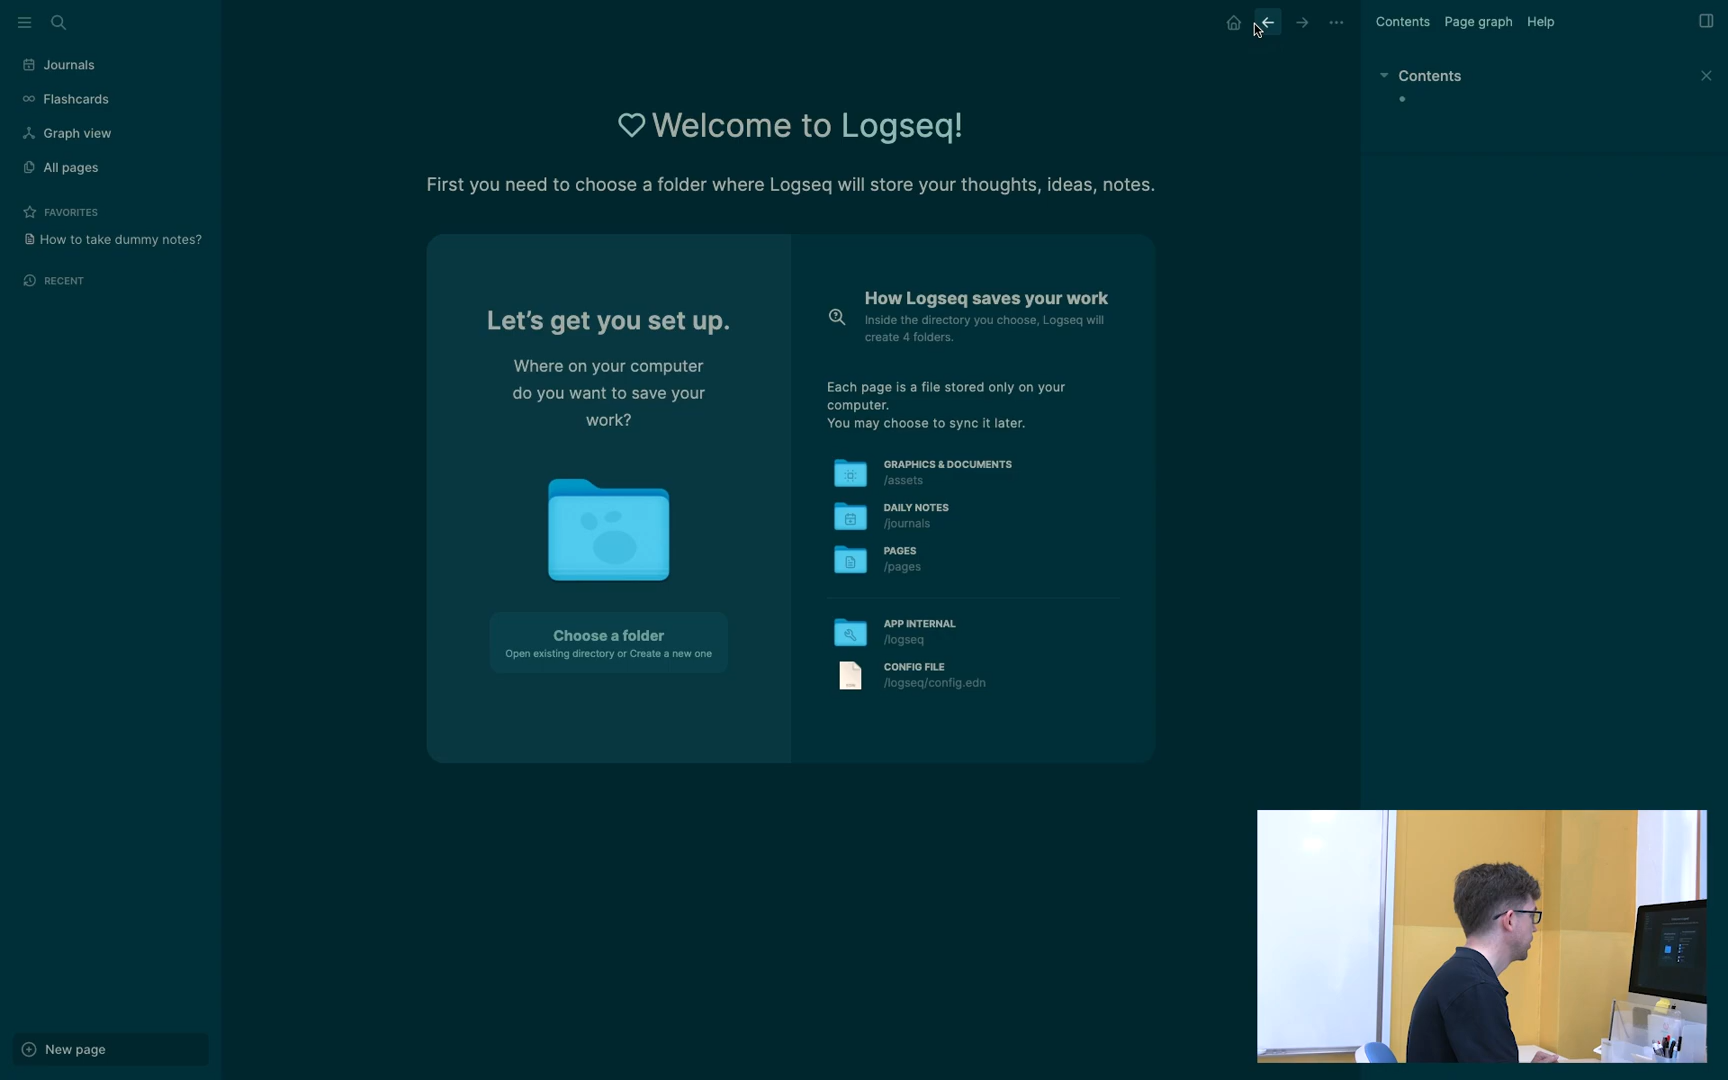 Journals
Flashcards
Graph view
All pages
FAVORITES
How to take dummy notes?
RECENT
New page
Welcome to Logseq!
First you need to choose a folder where Logseq will store your thoughts, ideas, notes.
Let’s get you set up.
Where on your computer
do you want to save your
work?
Choose a folder
Open existing directory or Create a new one
How Logseq saves your work
Inside the directory you choose, Logseq will
create 4 folders.
Each page is a file stored only on your
computer.
You may choose to sync it later.
GRAPHICS & DOCUMENTS
/assets
DAILY NOTES
/journals
PAGES
/pages
APP INTERNAL
/logseq
CONFIG FILE
/logseq/config.edn
Contents Page graph Help
Contents